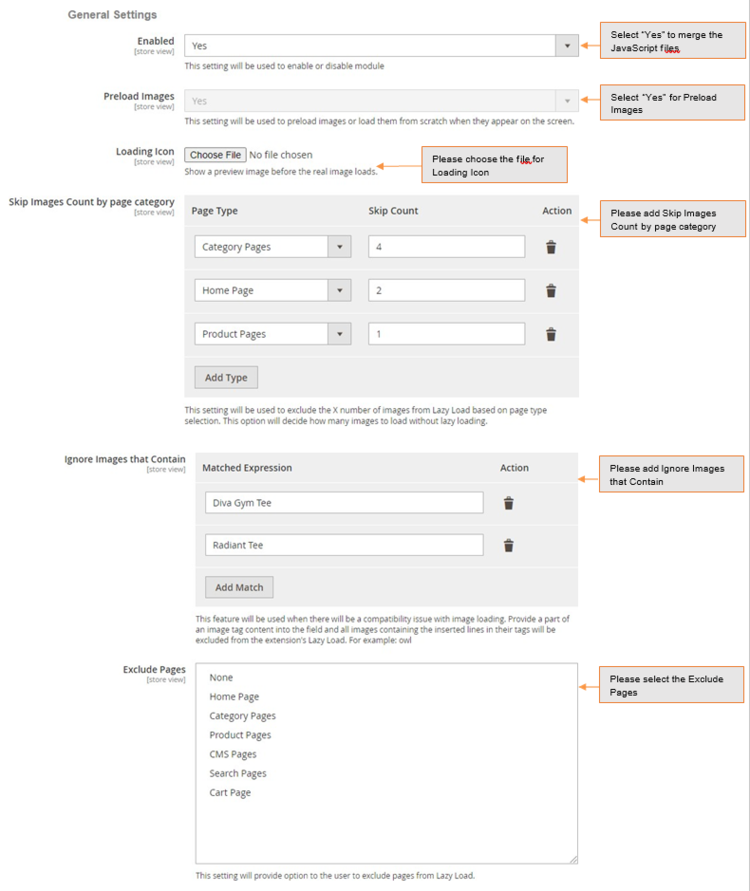 General Settings
Enabled
[store view]
Yes
This setting will be used to enable or disable module
Select “Yes” to merge the
JavaScript files
Preload Images
[store view]
Yes
This setting will be used to preload images or load them from scratch when they appear on the screen.
Select “Yes” for Preload
Images
Loading Icon
[store view]
Choose File No file chosen
Show a preview image before the real image loads.
Please choose the file for
Loading Icon
Skip Images Count by page category
[store view]
Page Type Skip Count Action
Category Pages 4
Home Page 2
Product Pages 1
Add Type
This setting will be used to exclude the X number of images from Lazy Load based on page type
selection. This option will decide how many images to load without lazy loading.
Please add Skip Images
Count by page category
Ignore Images that Contain
[store view]
Matched Expression Action
Diva Gym Tee
Radiant Tee
Add Match
This feature will be used when there will be a compatibility issue with image loading. Provide a part
of an image tag content into the field and all images containing the inserted lines in their tags will be
excluded from the extension's Lazy Load. For example: owl
Please add Ignore Images
that Contain
Exclude Pages
[store view]
None
Home Page
Category Pages
Product Pages
CMS Pages
Search Pages
Cart Page
This setting will provide option to the user to exclude pages from Lazy Load.
Please select the Exclude
Pages